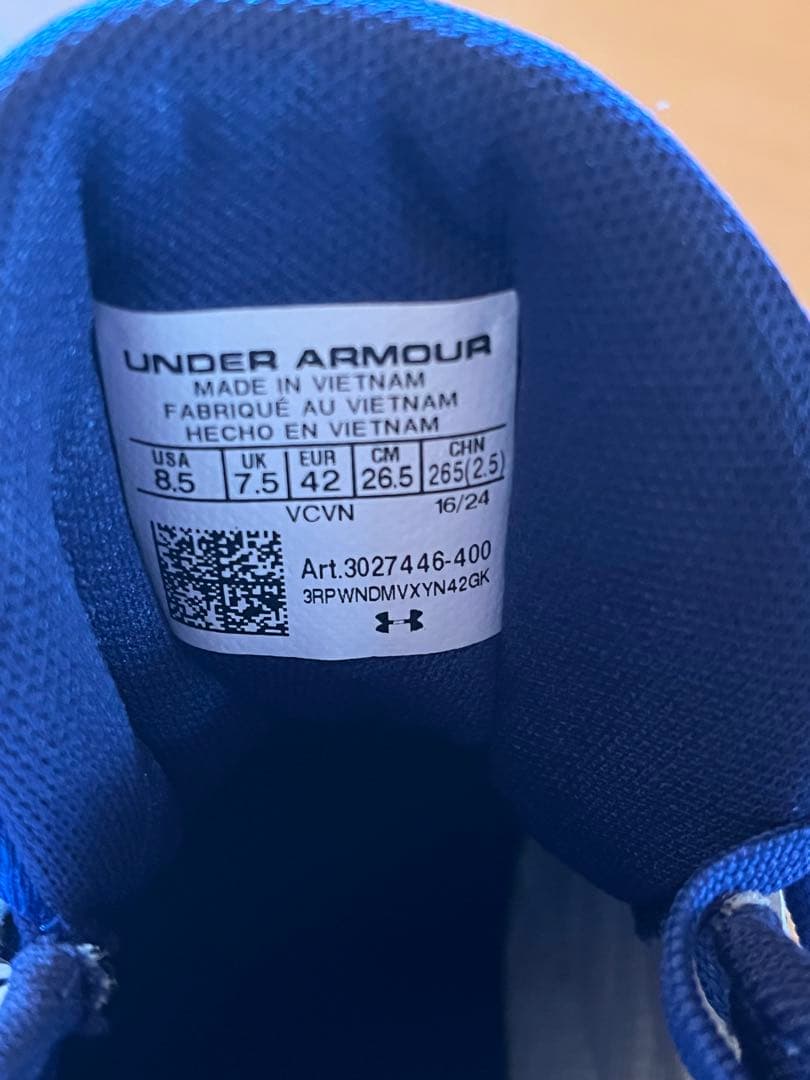 UNDER ARMOUR
MADE IN VIETNAM
FABRIQUÉ AU VIETNAM
HECHO EN VIETNAM
USA UK EUR CM CHN
8.5 7.5 42 26.5 265(2.5)
VCVN 16/24
Art.3027446-400
3RPWNDMVXYN42GK